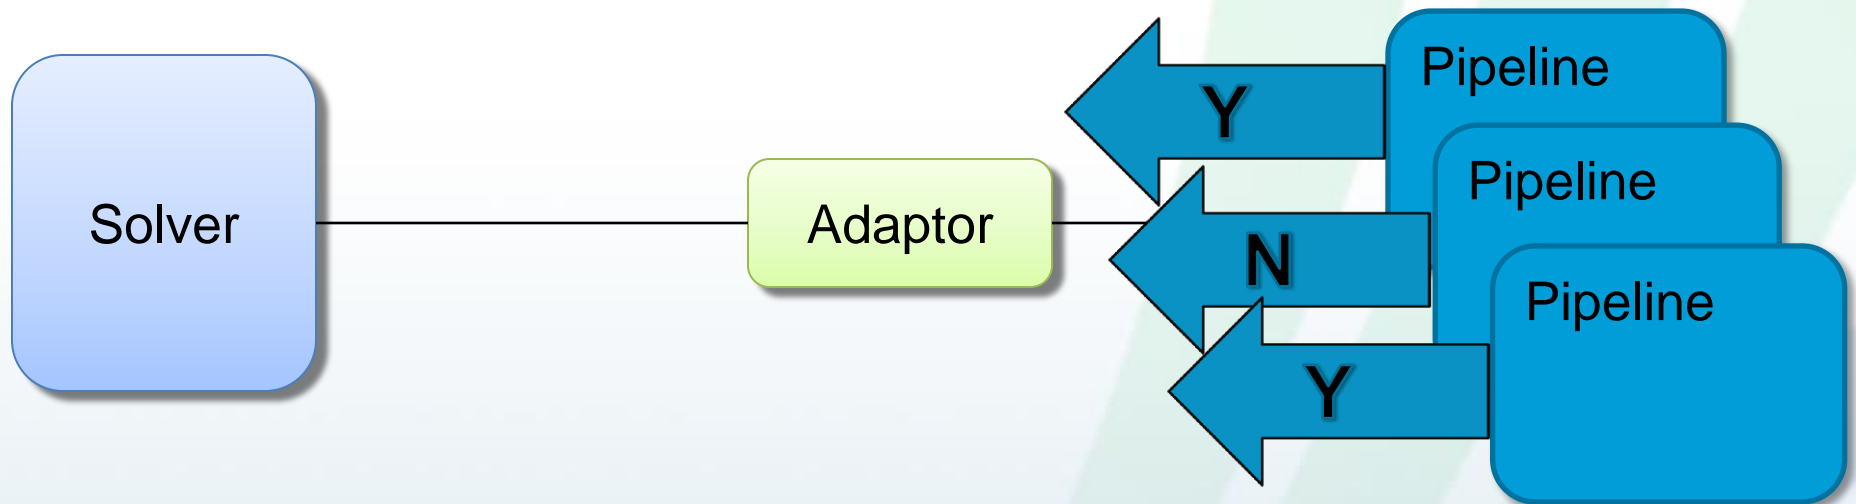 Solver
Adaptor
Y
Pipeline
N
Pipeline
Y
Pipeline